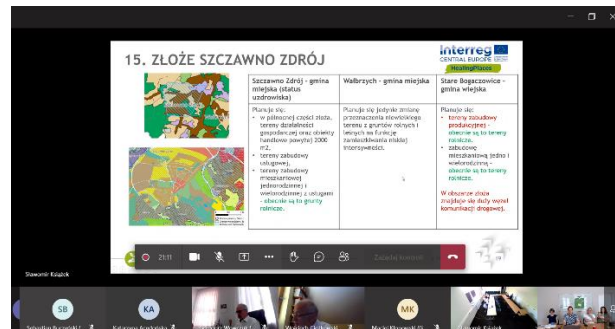 15. ZŁOŻE SZCZAWNO ZDRÓJ
Interreg
CENTRAL EUROPE
HealingPlaces
Szczawno Zdrój - gmina
miejska (status
uzdrowiska)
Planuje się:
• w północnej części złoża,
tereny działalności
gospodarczej oraz obiekty
handlowe powyżej 2000
m2,
• tereny zabudowy
usługowej,
• tereny zabudowy
mieszkaniowej
jednorodzinnej i
wielorodzinnej z usługami
- obecnie są to grunty
rolnicze.
Wałbrzych - gmina miejska
Planuje się jedynie zmianę
przeznaczenia niewielkiego
terenu z gruntów rolnych i
leśnych na funkcję
zamieszkiwania niskiej
intensywności.
Stare Bogaczowice -
gmina wiejska
Planuje się:
• tereny zabudowy
produkcyjnej -
obecnie są to tereny
rolnicze,
• zabudowę
mieszkaniową jedno i
wielorodzinną -
obecnie są to tereny
rolnicze.
W obszarze złoża
znajduje się duży węzeł
komunikacji drogowej.
21:11
Sławomir Książek
SB
KA
MK